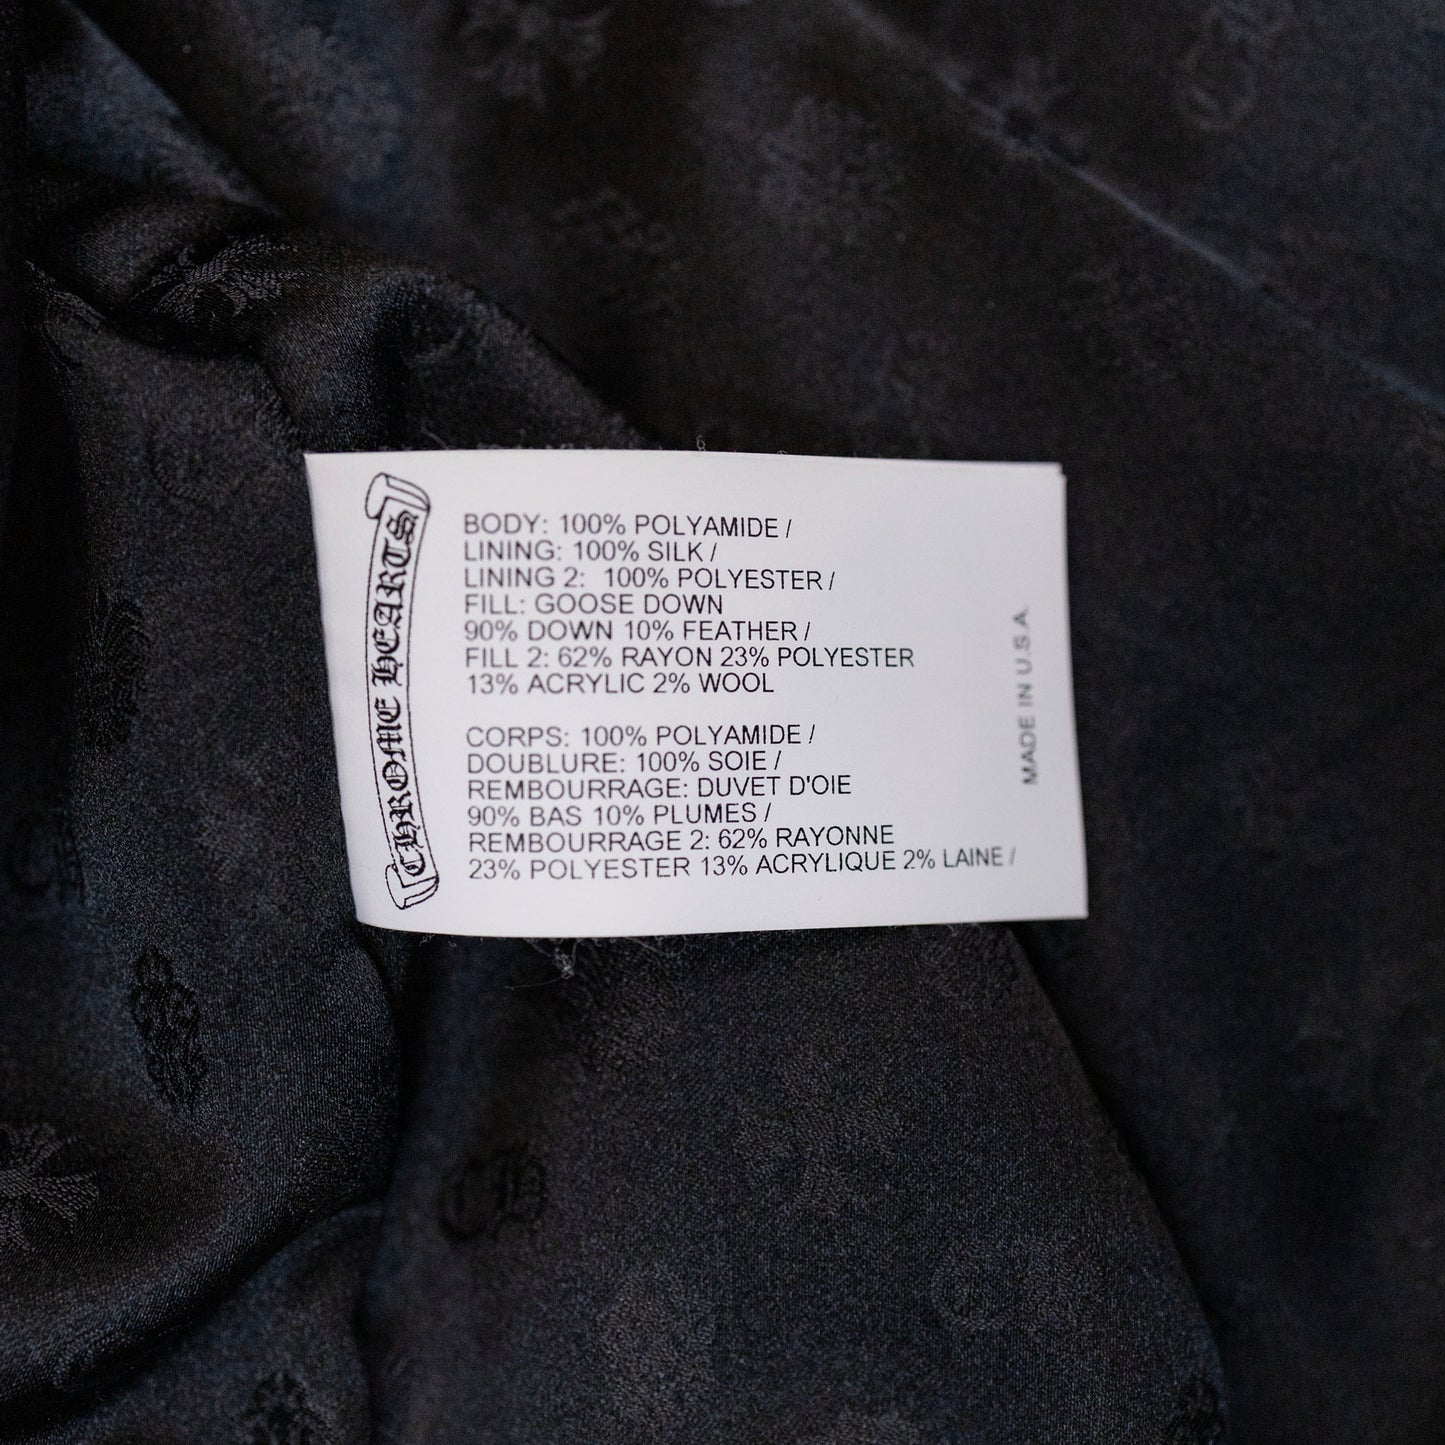 CHROME HEARTS
BODY: 100% POLYAMIDE /
LINING: 100% SILK /
LINING 2: 100% POLYESTER /
FILL: GOOSE DOWN
90% DOWN 10% FEATHER /
FILL 2: 62% RAYON 23% POLYESTER
13% ACRYLIC 2% WOOL
CORPS: 100% POLYAMIDE /
DOUBLURE: 100% SOIE /
REMBOURRAGE: DUVET D'OIE
90% BAS 10% PLUMES /
REMBOURRAGE 2: 62% RAYONNE
23% POLYESTER 13% ACRYLIQUE 2% LAINE /
MADE IN U.S.A.
CH